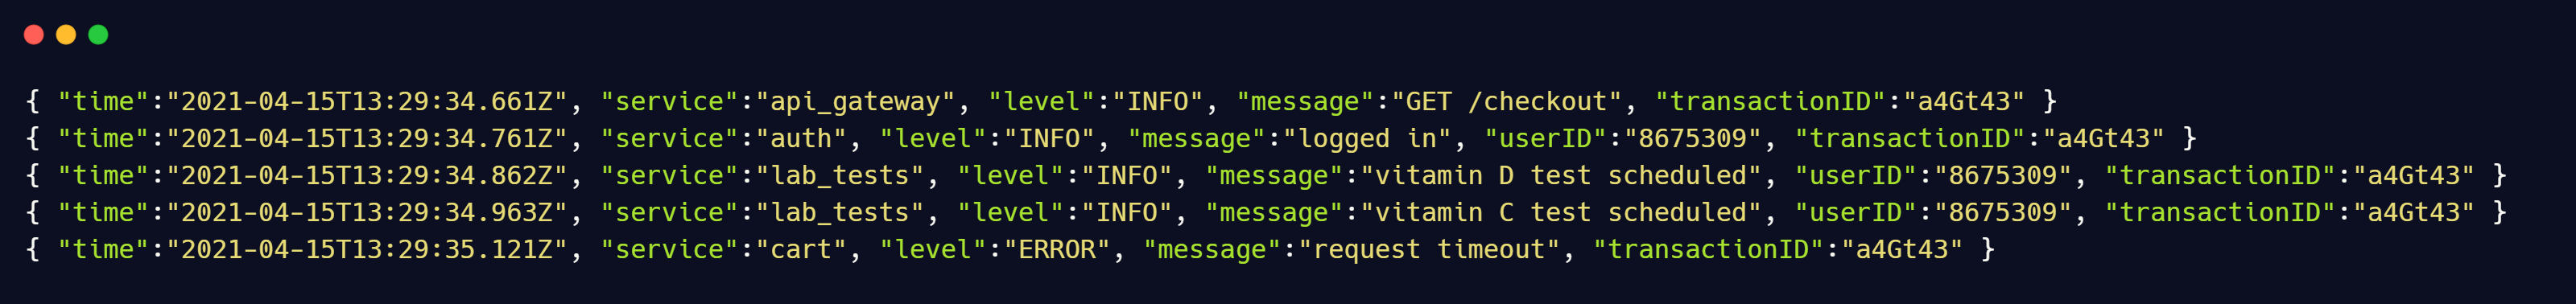 { "time":"2021-04-15T13:29:34.661Z", "service":"api_gateway", "level":"INFO", "message":"GET /checkout", "transactionID":"a4Gt43" }
{ "time":"2021-04-15T13:29:34.761Z", "service":"auth", "level":"INFO", "message":"logged in", "userID":"8675309", "transactionID":"a4Gt43" }
{ "time":"2021-04-15T13:29:34.862Z", "service":"lab_tests", "level":"INFO", "message":"vitamin D test scheduled", "userID":"8675309", "transactionID":"a4Gt43" }
{ "time":"2021-04-15T13:29:34.963Z", "service":"lab_tests", "level":"INFO", "message":"vitamin C test scheduled", "userID":"8675309", "transactionID":"a4Gt43" }
{ "time":"2021-04-15T13:29:35.121Z", "service":"cart", "level":"ERROR", "message":"request timeout", "transactionID":"a4Gt43" }